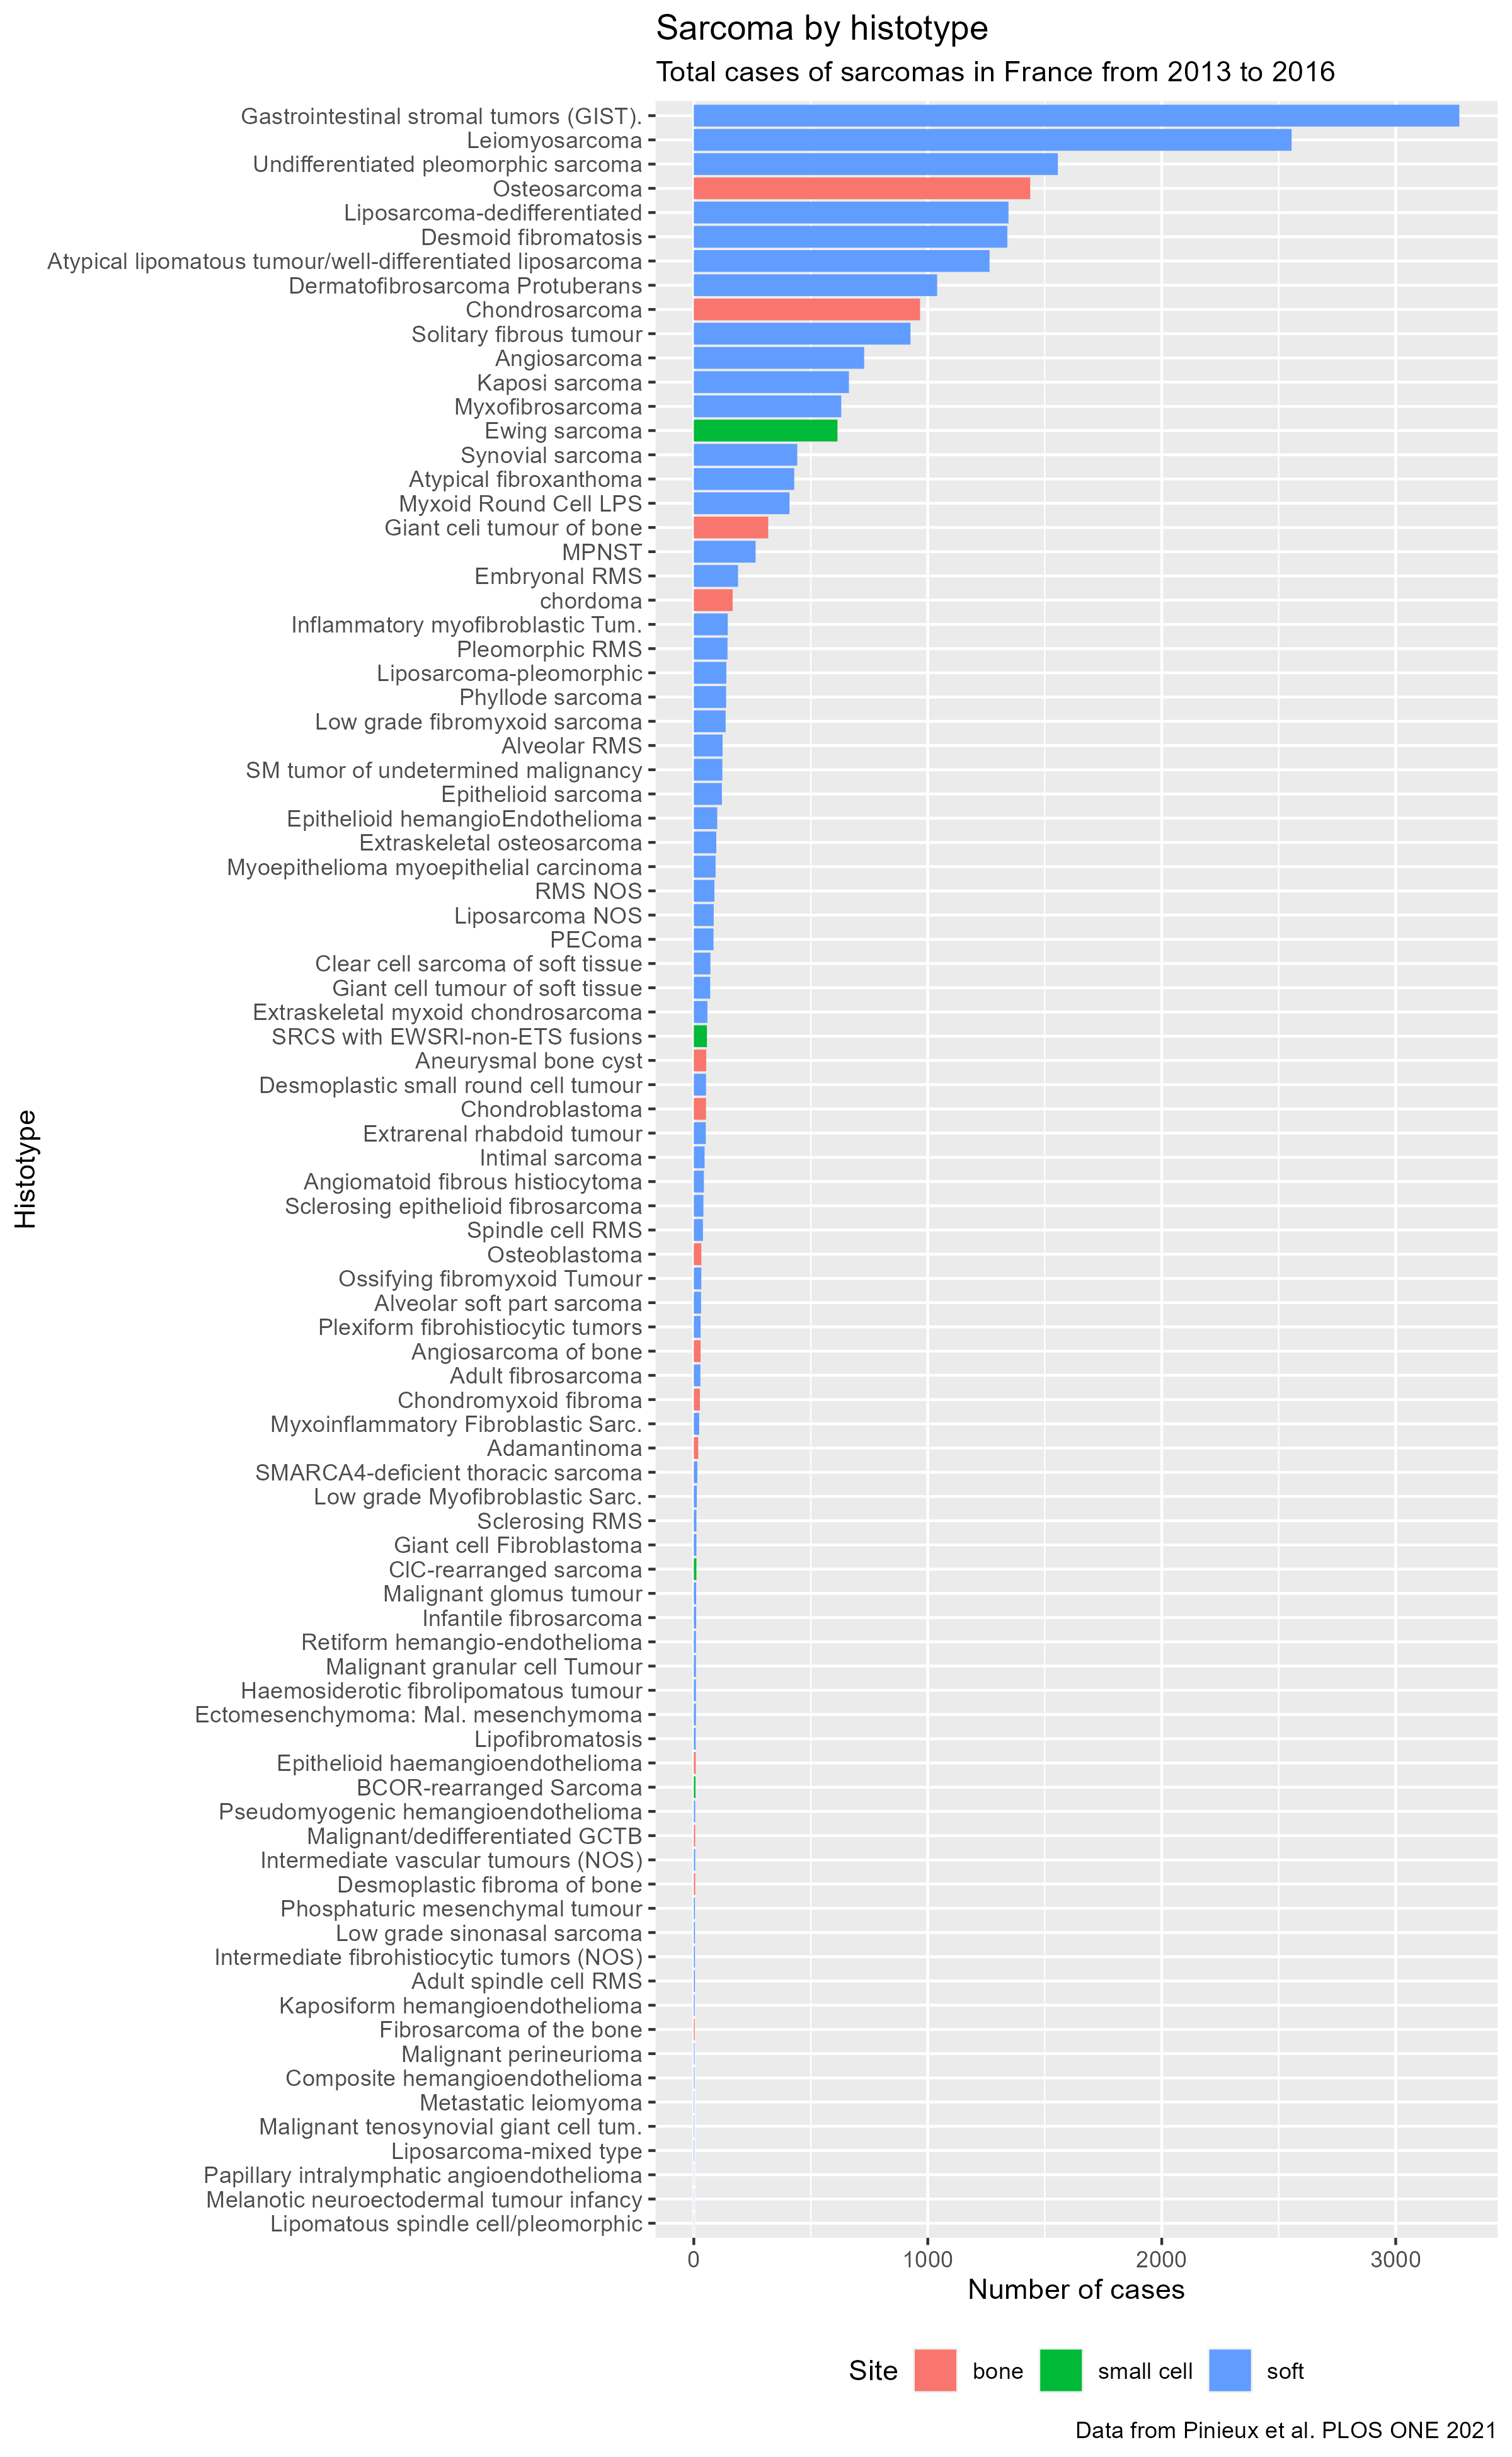 Sarcoma by histotype
Total cases of sarcomas in France from 2013 to 2016
Gastrointestinal stromal tumors (GIST).
Leiomyosarcoma
Undifferentiated pleomorphic sarcoma
Osteosarcoma
Liposarcoma-dedifferentiated
Desmoid fibromatosis
Atypical lipomatous tumour/well-differentiated liposarcoma
Dermatofibrosarcoma Protuberans
Chondrosarcoma
Solitary fibrous tumour
Angiosarcoma
Kaposi sarcoma
Myxofibrosarcoma
Ewing sarcoma
Synovial sarcoma
Atypical fibroxanthoma
Myxoid Round Cell LPS
Giant celi tumour of bone
MPNST
Embryonal RMS
chordoma
Inflammatory myofibroblastic Tum.
Pleomorphic RMS
Liposarcoma-pleomorphic
Phyllode sarcoma
Low grade fibromyxoid sarcoma
Alveolar RMS
SM tumor of undetermined malignancy
Epithelioid sarcoma
Epithelioid hemangioEndothelioma
Extraskeletal osteosarcoma
Myoepithelioma myoepithelial carcinoma
RMS NOS
Liposarcoma NOS
PEComa
Clear cell sarcoma of soft tissue
Giant cell tumour of soft tissue
Extraskeletal myxoid chondrosarcoma
SRCS with EWSRl-non-ETS fusions
Aneurysmal bone cyst
Desmoplastic small round cell tumour
Chondroblastoma
Extrarenal rhabdoid tumour
Intimal sarcoma
Angiomatoid fibrous histiocytoma
Sclerosing epithelioid fibrosarcoma
Spindle cell RMS
Osteoblastoma
Ossifying fibromyxoid Tumour
Alveolar soft part sarcoma
Plexiform fibrohistiocytic tumors
Angiosarcoma of bone
Adult fibrosarcoma
Chondromyxoid fibroma
Myxoinflammatory Fibroblastic Sarc.
Adamantinoma
SMARCA4-deficient thoracic sarcoma
Low grade Myofibroblastic Sarc.
Sclerosing RMS
Giant cell Fibroblastoma
ClC-rearranged sarcoma
Malignant glomus tumour
Infantile fibrosarcoma
Retiform hemangio-endothelioma
Malignant granular cell Tumour
Haemosiderotic fibrolipomatous tumour
Ectomesenchymoma: Mal. mesenchymoma
Lipofibromatosis
Epithelioid haemangioendothelioma
BCOR-rearranged Sarcoma
Pseudomyogenic hemangioendothelioma
Malignant/dedifferentiated GCTB
Intermediate vascular tumours (NOS)
Desmoplastic fibroma of bone
Phosphaturic mesenchymal tumour
Low grade sinonasal sarcoma
Intermediate fibrohistiocytic tumors (NOS)
Adult spindle cell RMS
Kaposiform hemangioendothelioma
Fibrosarcoma of the bone
Malignant perineurioma
Composite hemangioendothelioma
Metastatic leiomyoma
Malignant tenosynovial giant cell tum.
Liposarcoma-mixed type
Papillary intralymphatic angioendothelioma
Melanotic neuroectodermal tumour infancy
Lipomatous spindle cell/pleomorphic
Histotype
0 1000 2000 3000
Number of cases
Site bone small cell soft
Data from Pinieux et al. PLOS ONE 2021